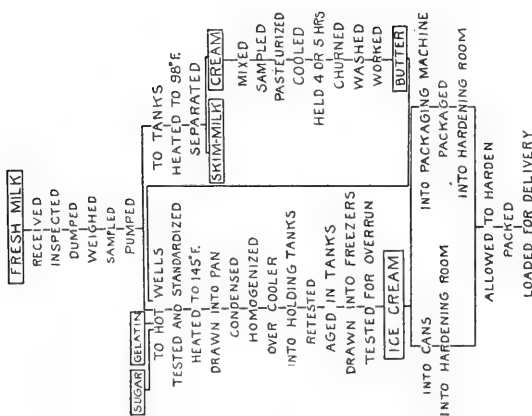 FRESH MILK
RECEIVED
INSPECTED
DUMPED
WEIGHED
SAMPLED
PUMPED
SUGAR
GELATIN
TO HOT WELLS
TESTED AND STANDARDIZED
HEATED TO 145°F.
DRAWN INTO PAN
CONDENSED
HOMOGENIZED
OVER COOLER
INTO HOLDING TANKS
RETESTED
AGED IN TANKS
DRAWN INTO FREEZERS
TESTED FOR OVERRUN
ICE CREAM
TO TANKS
HEATED TO 98°F.
SEPARATED
SKIM-MILK
CREAM
MIXED
SAMPLED
PASTEURIZED
COOLED
HELD 4 OR 5 HRS
CHURNED
WASHED
WORKED
BUTTER
INTO CANS
INTO HARDENING ROOM
INTO PACKAGING MACHINE
PACKAGED
INTO HARDENING ROOM
ALLOWED TO HARDEN
PACKED
LOADED FOR DELIVERY